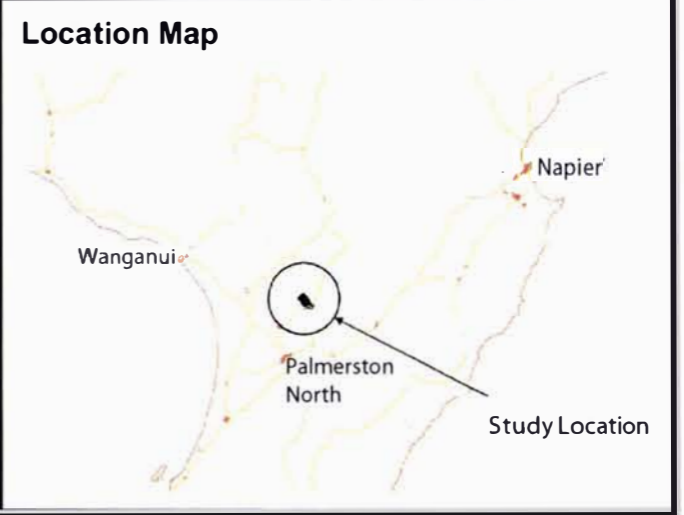 Location Map
Napier
Wanganui
Palmerston
North
Study Location